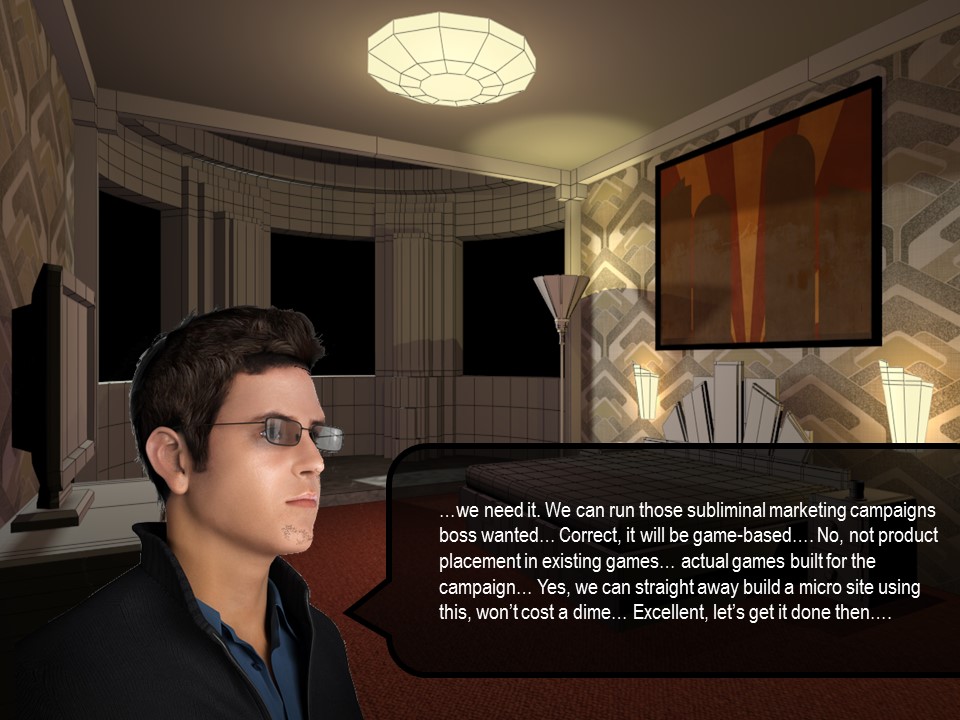 …we need it. We can run those subliminal marketing campaigns
boss wanted… Correct, it will be game-based…. No, not product
placement in existing games… actual games built for the
campaign… Yes, we can straight away build a micro site using
this, won’t cost a dime… Excellent, let’s get it done then….